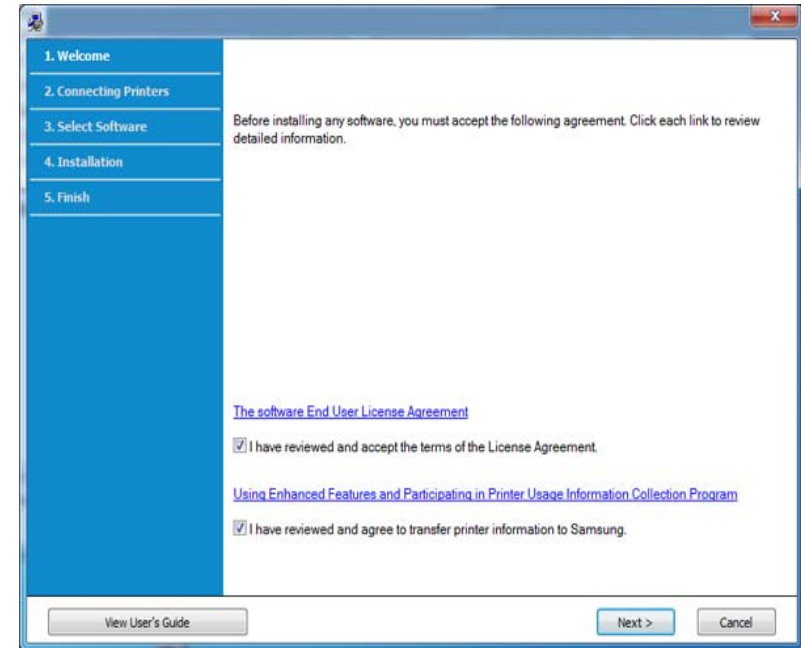 1. Welcome
2. Connecting Printers
3. Select Software
4. Installation
5. Finish
Before installing any software, you must accept the following agreement. Click each link to review
detailed information.
The software End User License Agreement
I have reviewed and accept the terms of the License Agreement.
Using Enhanced Features and Participating in Printer Usage Information Collection Program
I have reviewed and agree to transfer printer information to Samsung.
View User's Guide
Next >
Cancel